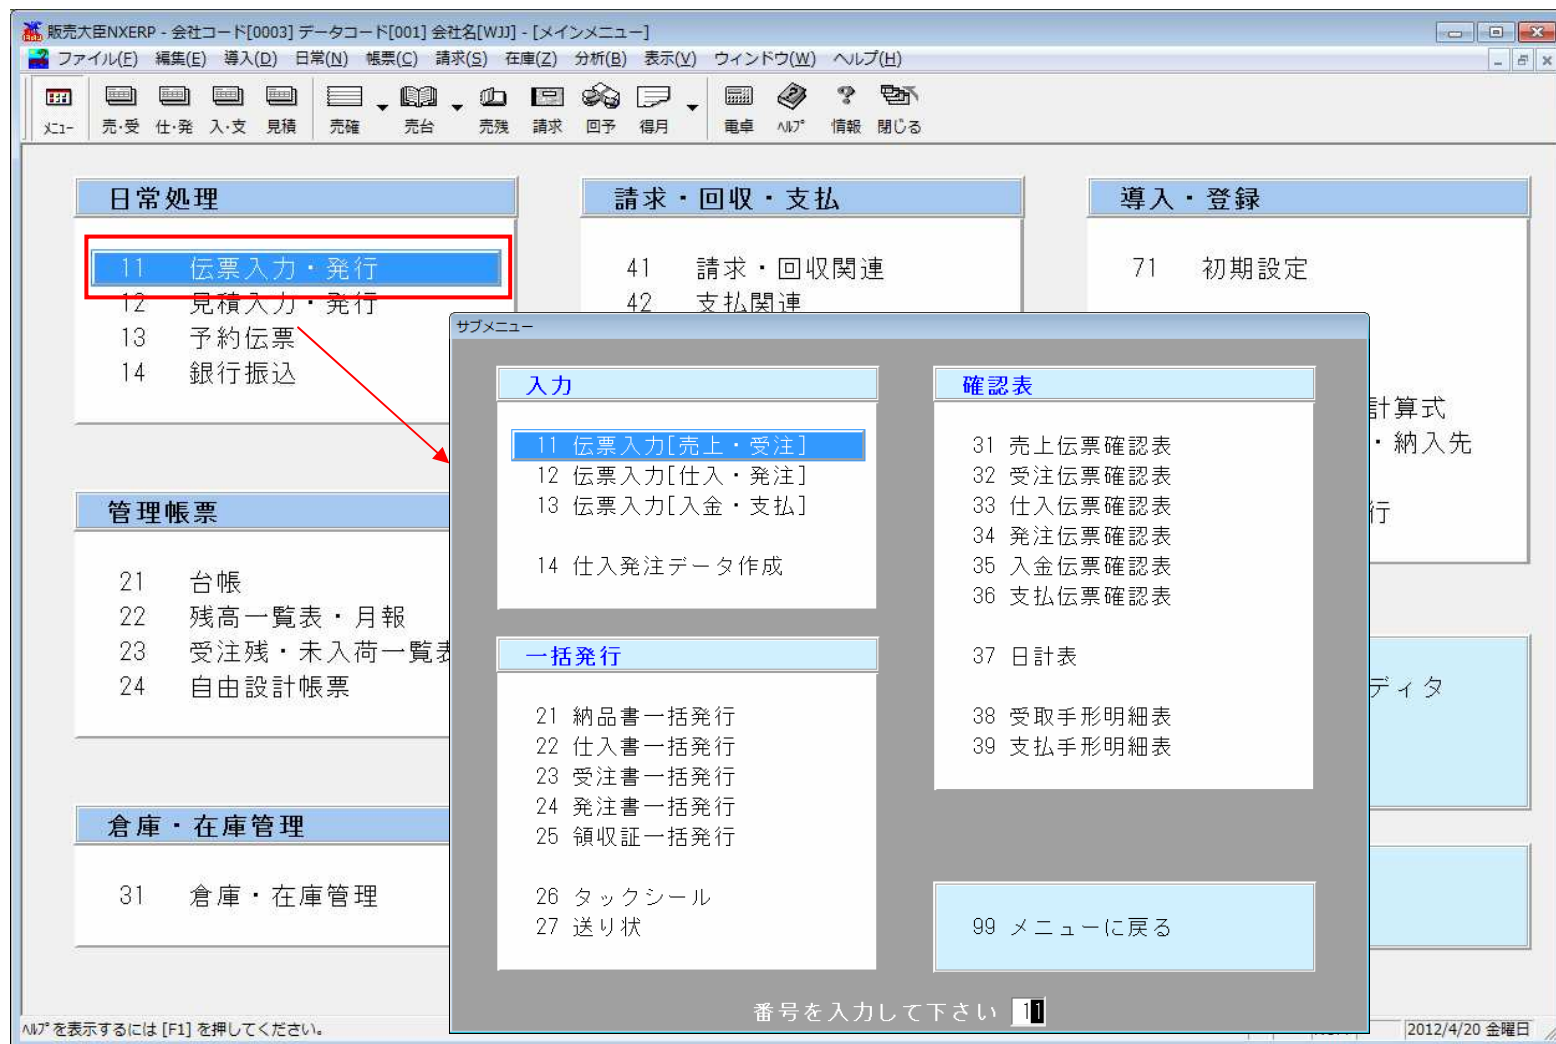 販売大臣NXERP - 会社コード[0003] データコード[001] 会社名[WJJ] - [メインメニュー]
ファイル(F) 編集(E) 導入(D) 日常(N) 帳票(C) 請求(S) 在庫(Z) 分析(B) 表示(V) ウィンドウ(W) ヘルプ(H)
ﾒﾆｭｰ 売・受 仕・発 入・支 見積 売確 売台 売残 請求 回予 得月 電卓 ﾍﾙﾌﾟ 情報 閉じる
日常処理
11 伝票入力・発行
12 見積入力・発行
13 予約伝票
14 銀行振込
請求・回収・支払
41 請求・回収関連
42 支払関連
導入・登録
71 初期設定
計算式
・納入先
行
管理帳票
21 台帳
22 残高一覧表・月報
23 受注残・未入荷一覧表
24 自由設計帳票
ディタ
倉庫・在庫管理
31 倉庫・在庫管理
サブメニュー
入力
11 伝票入力[売上・受注]
12 伝票入力[仕入・発注]
13 伝票入力[入金・支払]
14 仕入発注データ作成
一括発行
21 納品書一括発行
22 仕入書一括発行
23 受注書一括発行
24 発注書一括発行
25 領収証一括発行
26 タックシール
27 送り状
確認表
31 売上伝票確認表
32 受注伝票確認表
33 仕入伝票確認表
34 発注伝票確認表
35 入金伝票確認表
36 支払伝票確認表
37 日計表
38 受取手形明細表
39 支払手形明細表
99 メニューに戻る
番号を入力して下さい 11
ﾍﾙﾌﾟを表示するには [F1] を押してください。
2012/4/20 金曜日